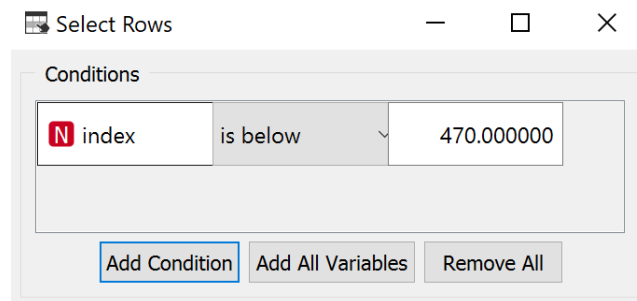 Select Rows
Conditions
N index is below 470.000000
Add Condition Add All Variables Remove All